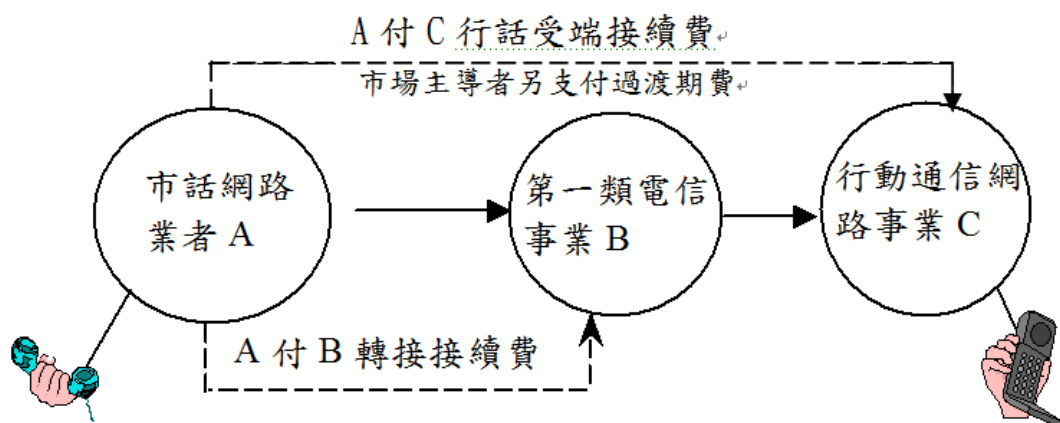 A 付 C 行話受端接續費
市場主導者另支付過渡期費
市話網路
業者 A
第一類電信
事業 B
行動通信網
路事業 C
A 付 B 轉接接續費